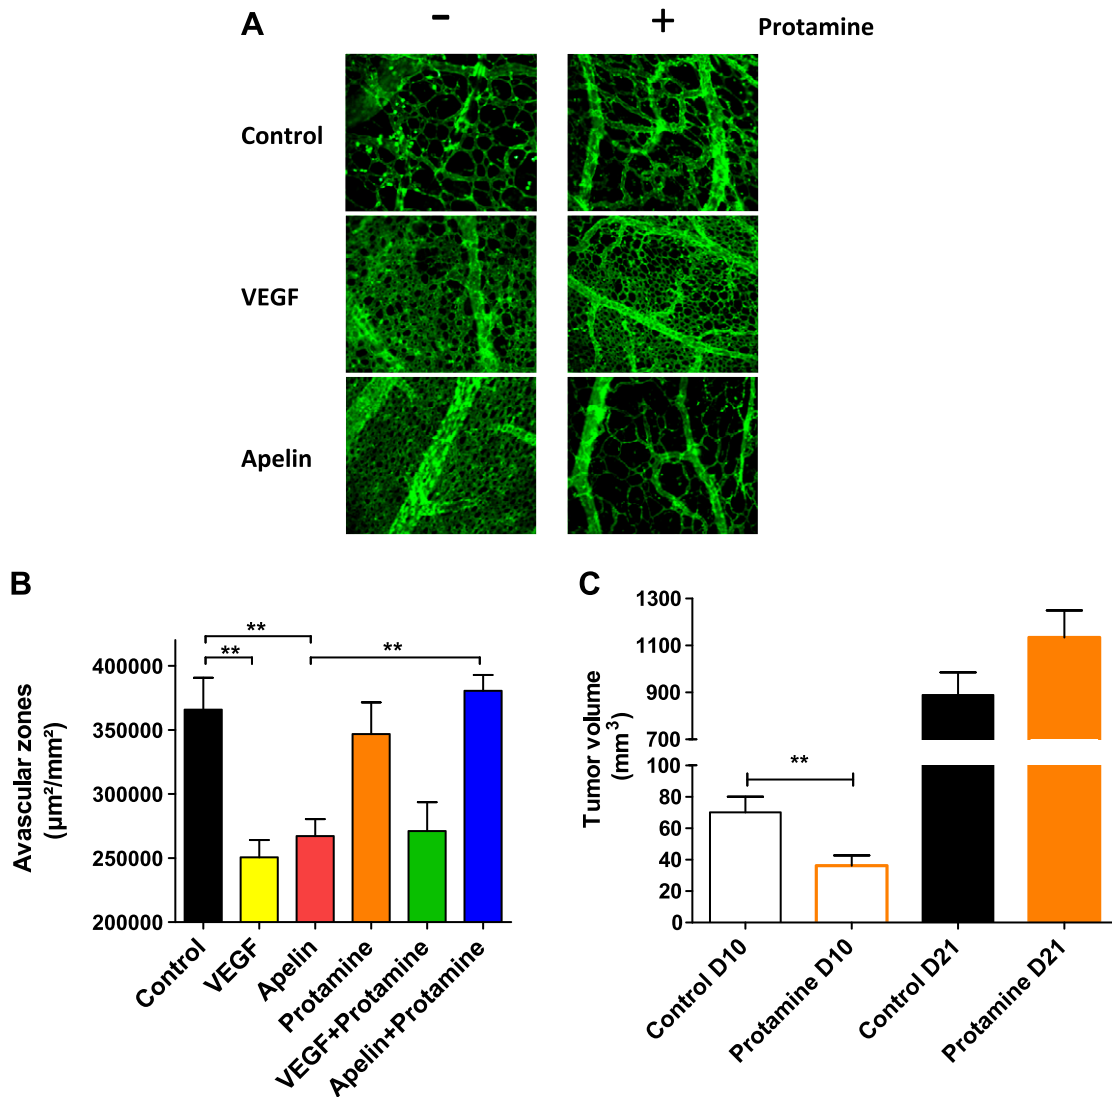 A
−
+
Protamine
Control
VEGF
Apelin
B
Avascular zones
(µm²/mm²)
400000
350000
300000
250000
200000
**
**
**
Control
VEGF
Apelin
Protamine
VEGF+Protamine
Apelin+Protamine
C
Tumor volume
(mm³)
1300
1100
900
700
100
80
60
40
20
0
**
Control D10
Protamine D10
Control D21
Protamine D21